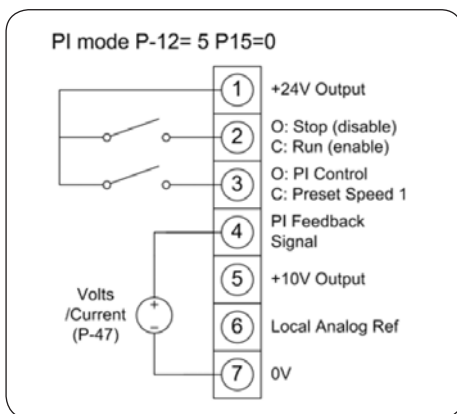 PI mode P-12= 5 P15=0
1 +24V Output
2 O: Stop (disable)
C: Run (enable)
3 O: PI Control
C: Preset Speed 1
4 PI Feedback
Signal
5 +10V Output
Volts
/Current
(P-47)
+
−
6 Local Analog Ref
7 0V